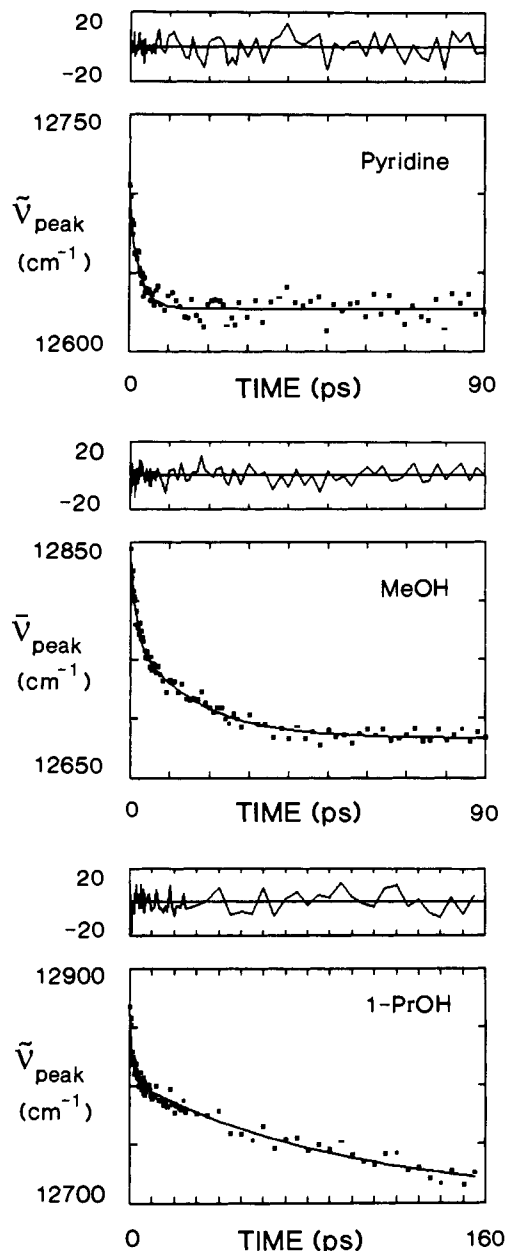 20
-20
12750
Pyridine
ṽpeak
(cm⁻¹)
12600
0 TIME (ps) 90
20
-20
12850
MeOH
ν̄peak
(cm⁻¹)
12650
0 TIME (ps) 90
20
-20
12900
1-PrOH
ṽpeak
(cm⁻¹)
12700
0 TIME (ps) 160